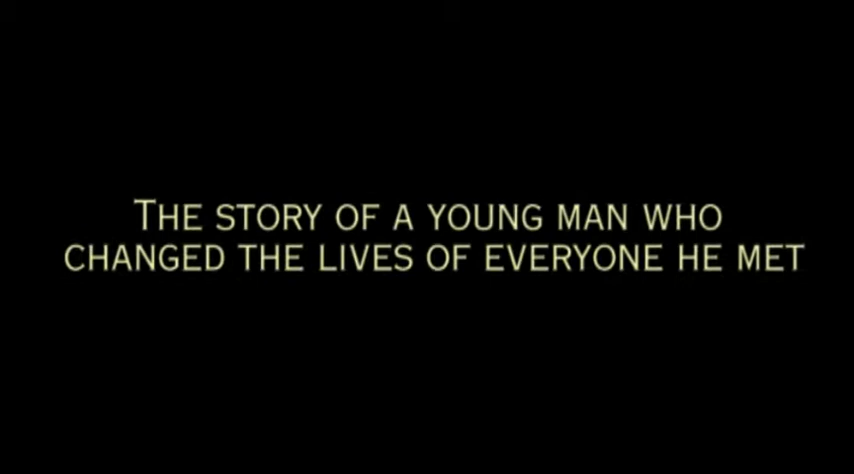 The story of a young man who
changed the lives of everyone he met